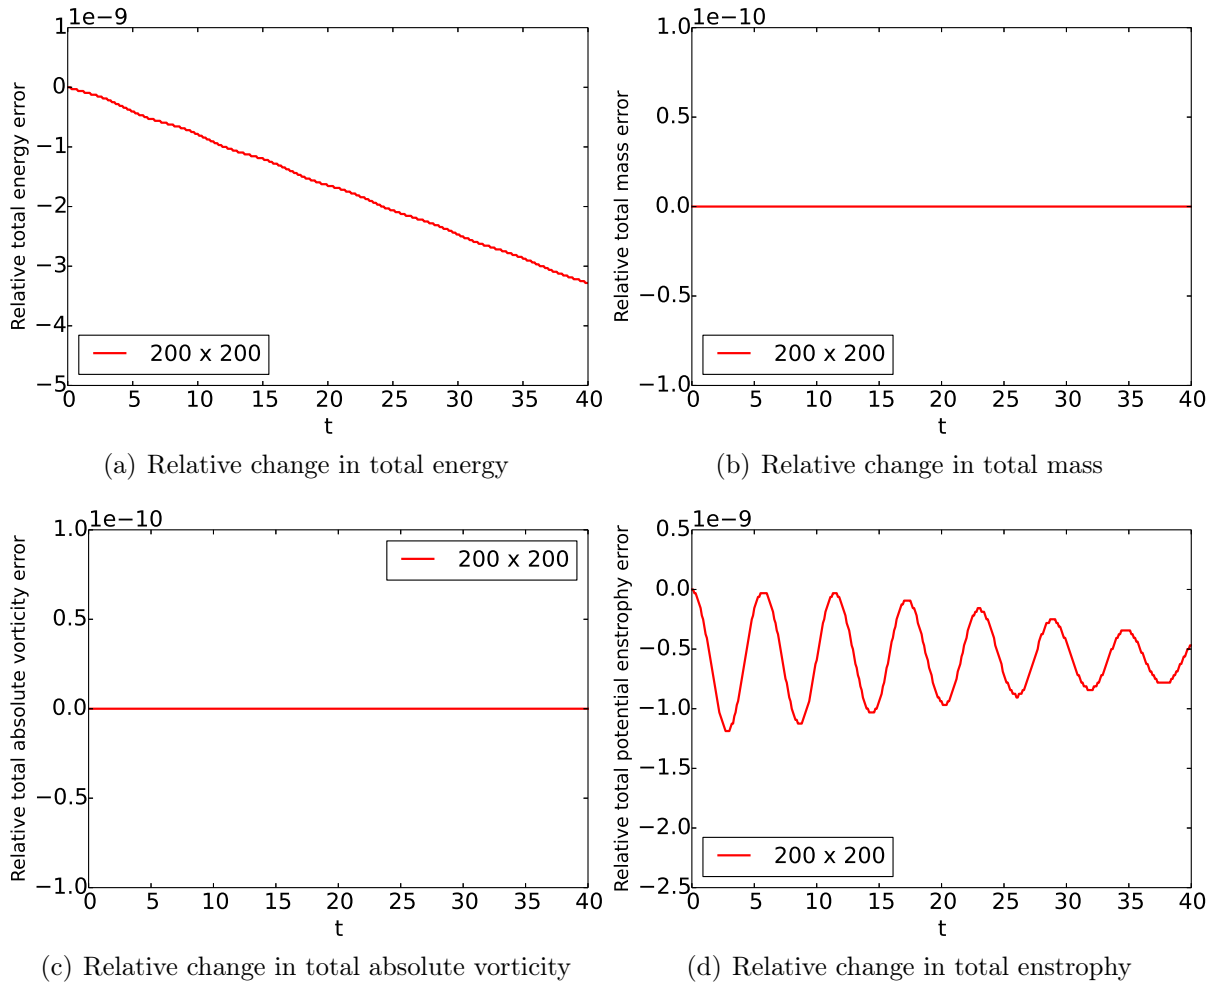 1e−9
1
0
−1
−2
−3
−4
−5
Relative total energy error
200 x 200
0 5 10 15 20 25 30 35 40
t
(a) Relative change in total energy
1e−10
1.0
0.5
0.0
−0.5
−1.0
Relative total mass error
200 x 200
0 5 10 15 20 25 30 35 40
t
(b) Relative change in total mass
1e−10
1.0
0.5
0.0
−0.5
−1.0
Relative total absolute vorticity error
200 x 200
0 5 10 15 20 25 30 35 40
t
(c) Relative change in total absolute vorticity
1e−9
0.5
0.0
−0.5
−1.0
−1.5
−2.0
−2.5
Relative total potential enstrophy error
200 x 200
0 5 10 15 20 25 30 35 40
t
(d) Relative change in total enstrophy